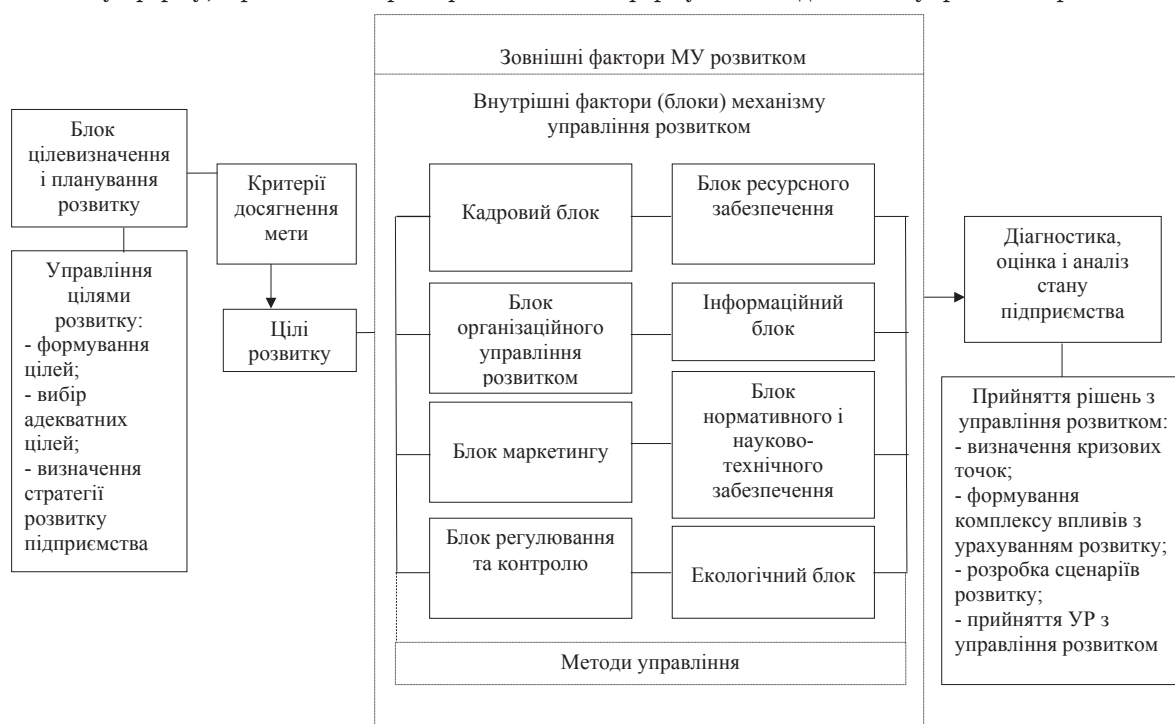 Зовнішні фактори МУ розвитком
Внутрішні фактори (блоки) механізму
управління розвитком
Блок
цілевизначення
і планування
розвитку
Критерії
досягнення
мети
Управління
цілями
розвитку:
- формування
цілей;
- вибір
адекватних
цілей;
- визначення
стратегії
розвитку
підприємства
Цілі
розвитку
Кадровий блок
Блок ресурсного
забезпечення
Блок
організаційного
управління
розвитком
Інформаційний
блок
Блок маркетингу
Блок
нормативного і
науково-
технічного
забезпечення
Блок регулювання
та контролю
Екологічний блок
Методи управління
Діагностика,
оцінка і аналіз
стану
підприємства
Прийняття рішень з
управління розвитком:
- визначення кризових
точок;
- формування
комплексу впливів з
урахуванням розвитку;
- розробка сценаріїв
розвитку;
- прийняття УР з
управління розвитком